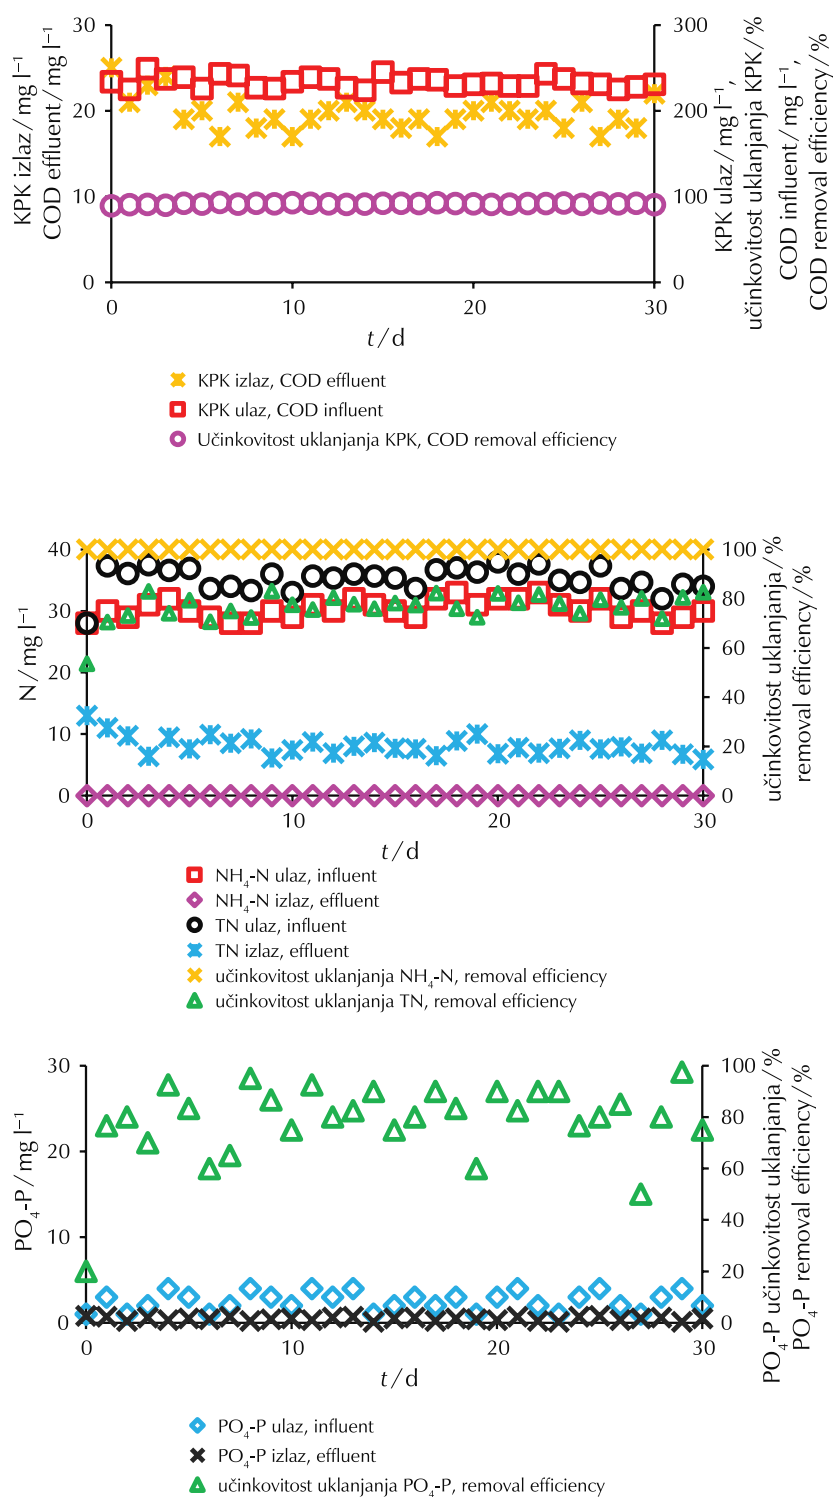 30
20
10
0
KPK izlaz/mg l⁻¹
COD effluent/mg l⁻¹
300
200
100
0
KPK ulaz/mg l⁻¹,
učinkovitost uklanjanja KPK/%
COD influent/mg l⁻¹,
COD removal efficiency/%
0 10 20 30
t/d
KPK izlaz, COD effluent
KPK ulaz, COD influent
Učinkovitost uklanjanja KPK, COD removal efficiency
40
30
20
10
0
N/mg l⁻¹
100
80
60
40
20
0
učinkovitost uklanjanja/%
removal efficiency/%
0 10 20 30
t/d
NH₄-N ulaz, influent
NH₄-N izlaz, effluent
TN ulaz, influent
TN izlaz, effluent
učinkovitost uklanjanja NH₄-N, removal efficiency
učinkovitost uklanjanja TN, removal efficiency
30
20
10
0
PO₄-P/mg l⁻¹
100
80
60
40
20
0
PO₄-P učinkovitost uklanjanja/%
PO₄-P removal efficiency/%
0 10 20 30
t/d
PO₄-P ulaz, influent
PO₄-P izlaz, effluent
učinkovitost uklanjanja PO₄-P, removal efficiency